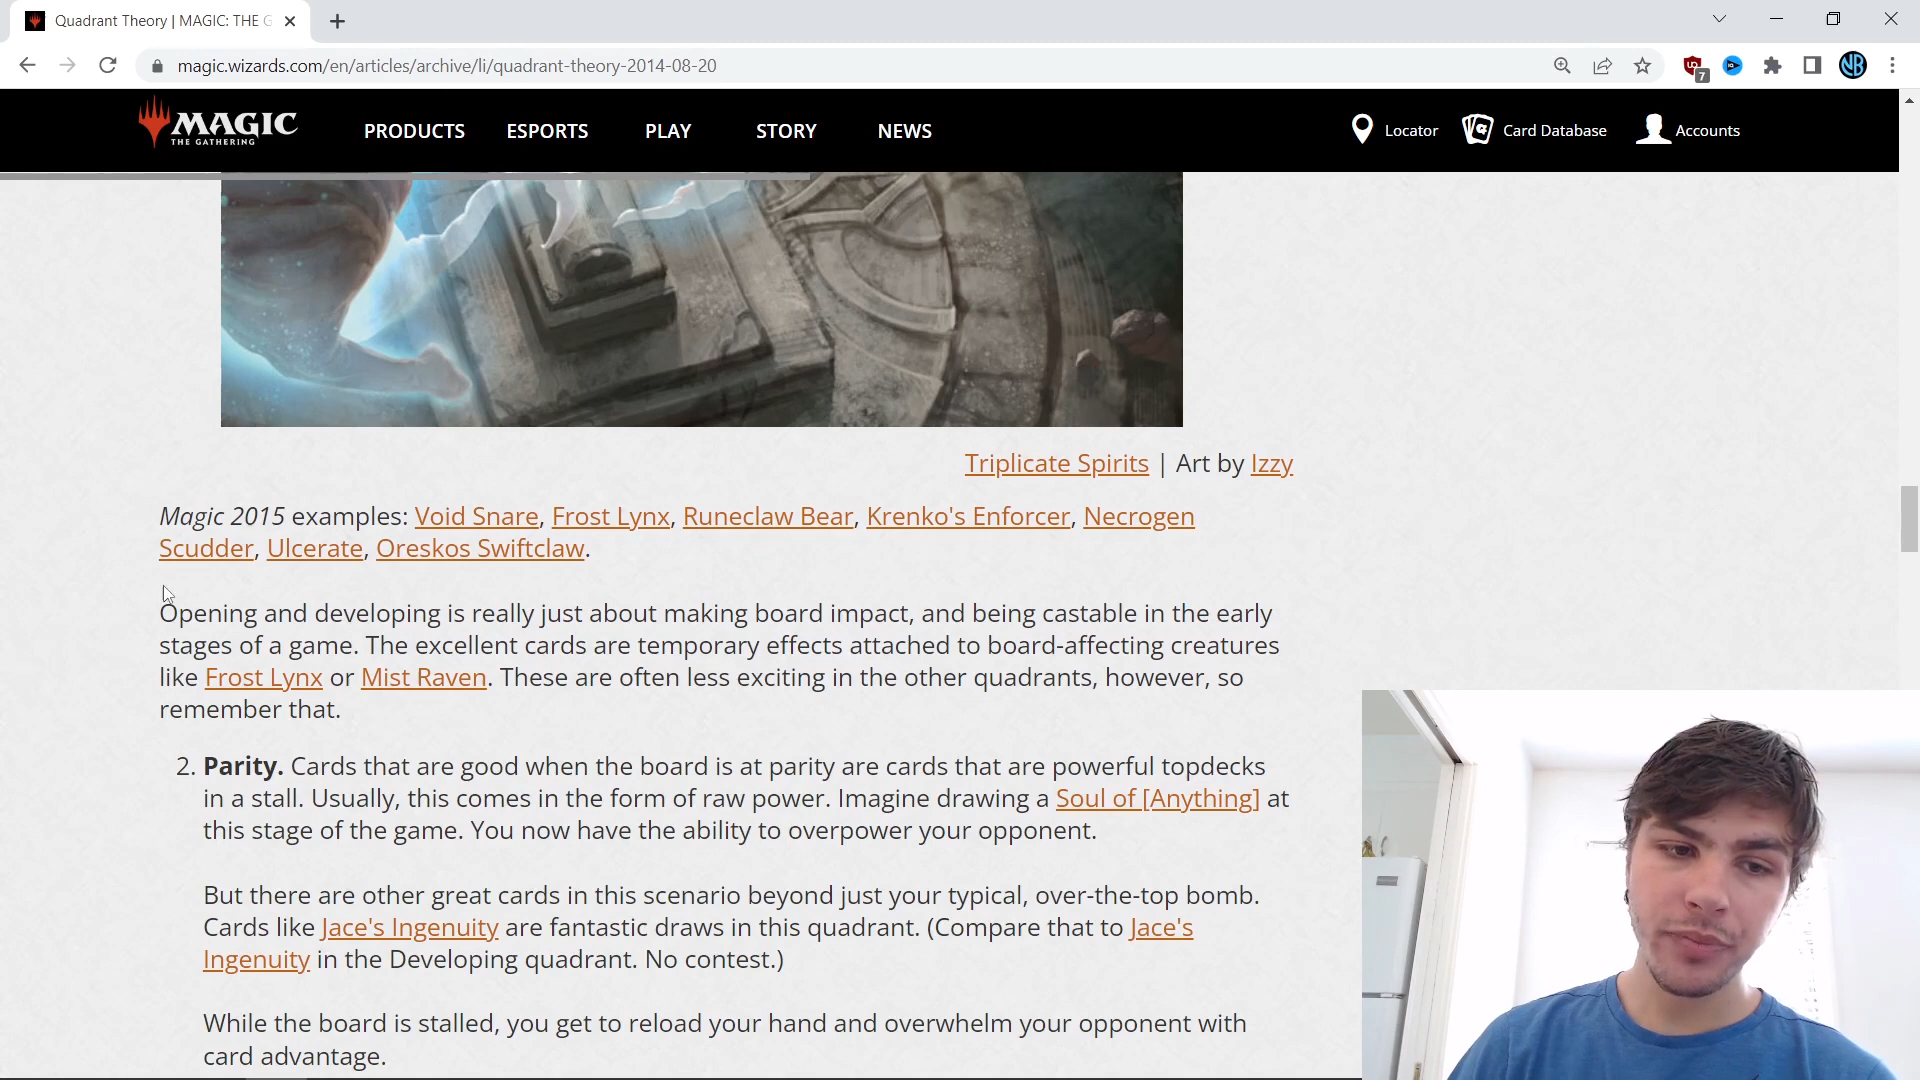 Quadrant Theory | MAGIC: THE G
magic.wizards.com/en/articles/archive/li/quadrant-theory-2014-08-20
7
NB
MAGIC
THE GATHERING
PRODUCTS ESPORTS PLAY STORY NEWS
Locator Card Database Accounts
Triplicate Spirits | Art by Izzy
Magic 2015 examples: Void Snare, Frost Lynx, Runeclaw Bear, Krenko's Enforcer, Necrogen
Scudder, Ulcerate, Oreskos Swiftclaw.
Opening and developing is really just about making board impact, and being castable in the early
stages of a game. The excellent cards are temporary effects attached to board-affecting creatures
like Frost Lynx or Mist Raven. These are often less exciting in the other quadrants, however, so
remember that.
2. Parity. Cards that are good when the board is at parity are cards that are powerful topdecks
in a stall. Usually, this comes in the form of raw power. Imagine drawing a Soul of [Anything] at
this stage of the game. You now have the ability to overpower your opponent.
But there are other great cards in this scenario beyond just your typical, over-the-top bomb.
Cards like Jace's Ingenuity are fantastic draws in this quadrant. (Compare that to Jace's
Ingenuity in the Developing quadrant. No contest.)
While the board is stalled, you get to reload your hand and overwhelm your opponent with
card advantage.